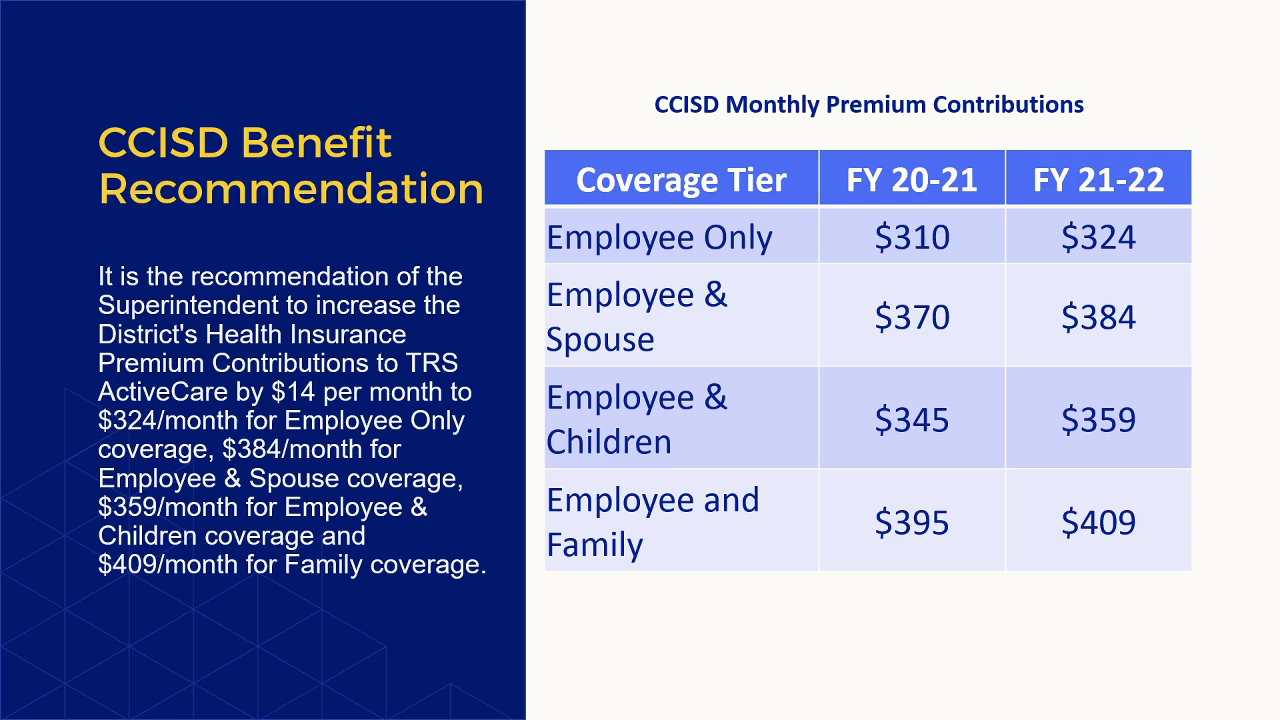 CCISD Benefit
Recommendation
It is the recommendation of the
Superintendent to increase the
District's Health Insurance
Premium Contributions to TRS
ActiveCare by $14 per month to
$324/month for Employee Only
coverage, $384/month for
Employee & Spouse coverage,
$359/month for Employee &
Children coverage and
$409/month for Family coverage.
CCISD Monthly Premium Contributions
Coverage Tier FY 20-21 FY 21-22
Employee Only $310 $324
Employee &
Spouse $370 $384
Employee &
Children $345 $359
Employee and
Family $395 $409